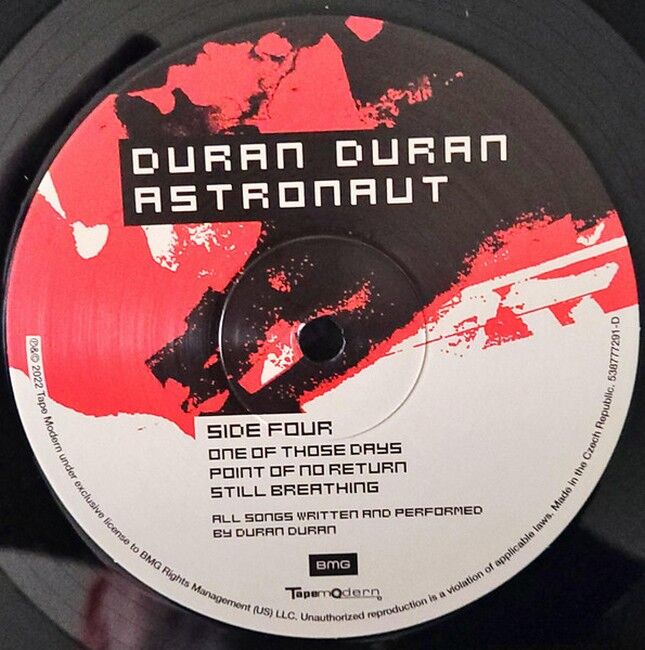 DURAN DURAN
ASTRONAUT
SIDE FOUR
ONE OF THOSE DAYS
POINT OF NO RETURN
STILL BREATHING
ALL SONGS WRITTEN AND PERFORMED
BY DURAN DURAN
BMG
Tapemodern
℗&© 2022 Tape Modern under exclusive license to BMG Rights Management (US) LLC. Unauthorized reproduction is a violation of applicable laws. Made in the Czech Republic. 538777291-D